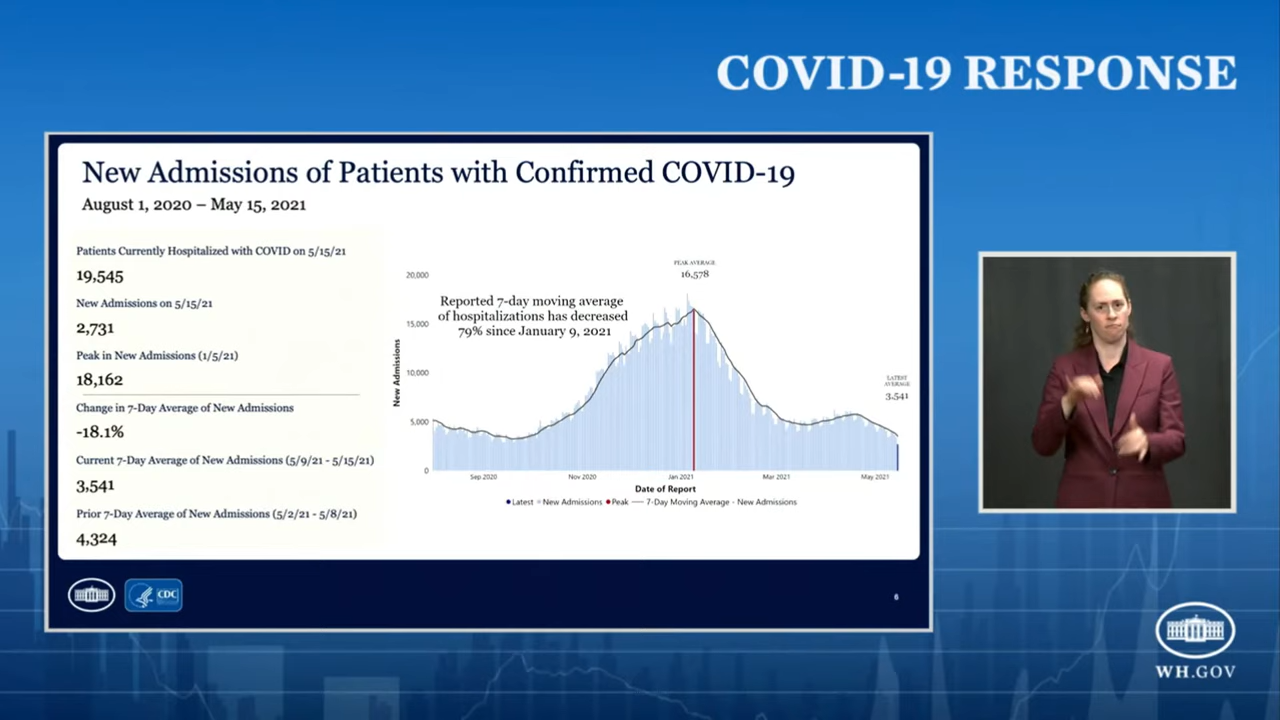 COVID-19 RESPONSE
New Admissions of Patients with Confirmed COVID-19
August 1, 2020 – May 15, 2021
Patients Currently Hospitalized with COVID on 5/15/21
19,545
New Admissions on 5/15/21
2,731
Peak in New Admissions (1/5/21)
18,162
Change in 7-Day Average of New Admissions
-18.1%
Current 7-Day Average of New Admissions (5/9/21 - 5/15/21)
3,541
Prior 7-Day Average of New Admissions (5/2/21 - 5/8/21)
4,324
PEAK AVERAGE
16,578
Reported 7-day moving average
of hospitalizations has decreased
79% since January 9, 2021
LATEST
AVERAGE
3,541
New Admissions
20,000
15,000
10,000
5,000
0
Sep 2020 Nov 2020 Jan 2021 Mar 2021 May 2021
Date of Report
Latest New Admissions Peak 7-Day Moving Average - New Admissions
CDC
6
WH.GOV